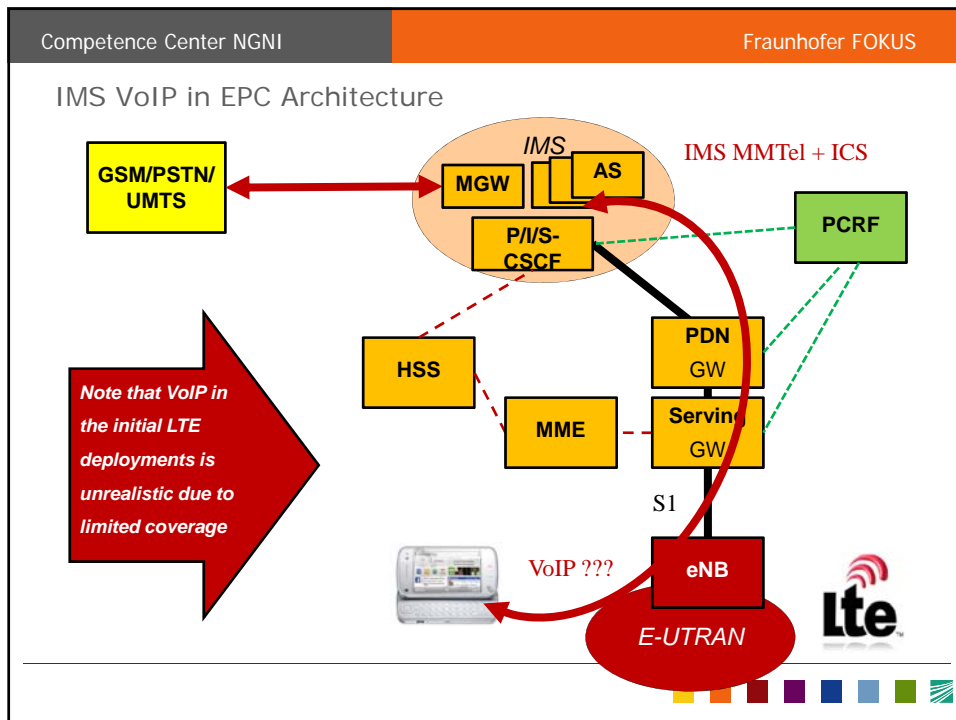 Competence Center NGNI
Fraunhofer FOKUS
IMS VoIP in EPC Architecture
IMS
IMS MMTel + ICS
GSM/PSTN/
UMTS
MGW
AS
P/I/S-
CSCF
PCRF
PDN
GW
HSS
MME
Serving
GW
Note that VoIP in
the initial LTE
deployments is
unrealistic due to
limited coverage
S1
VoIP ???
eNB
E-UTRAN
Lte